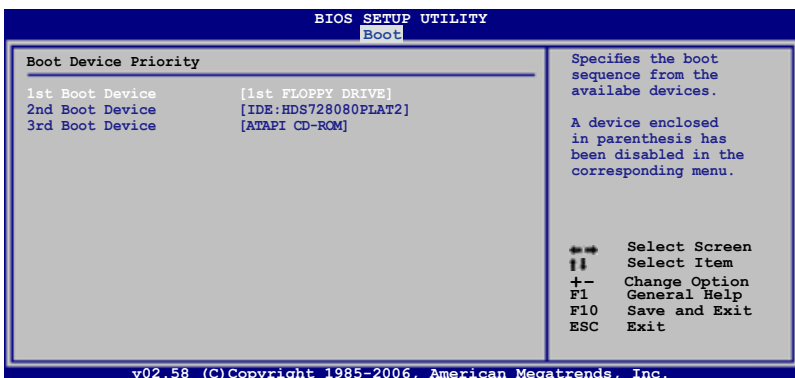 BIOS SETUP UTILITY
Boot
Boot Device Priority
1st Boot Device [1st FLOPPY DRIVE]
2nd Boot Device [IDE:HDS728080PLAT2]
3rd Boot Device [ATAPI CD-ROM]
Specifies the boot
sequence from the
availabe devices.
A device enclosed
in parenthesis has
been disabled in the
corresponding menu.
Select Screen
Select Item
+- Change Option
F1 General Help
F10 Save and Exit
ESC Exit
v02.58 (C)Copyright 1985-2006, American Megatrends, Inc.